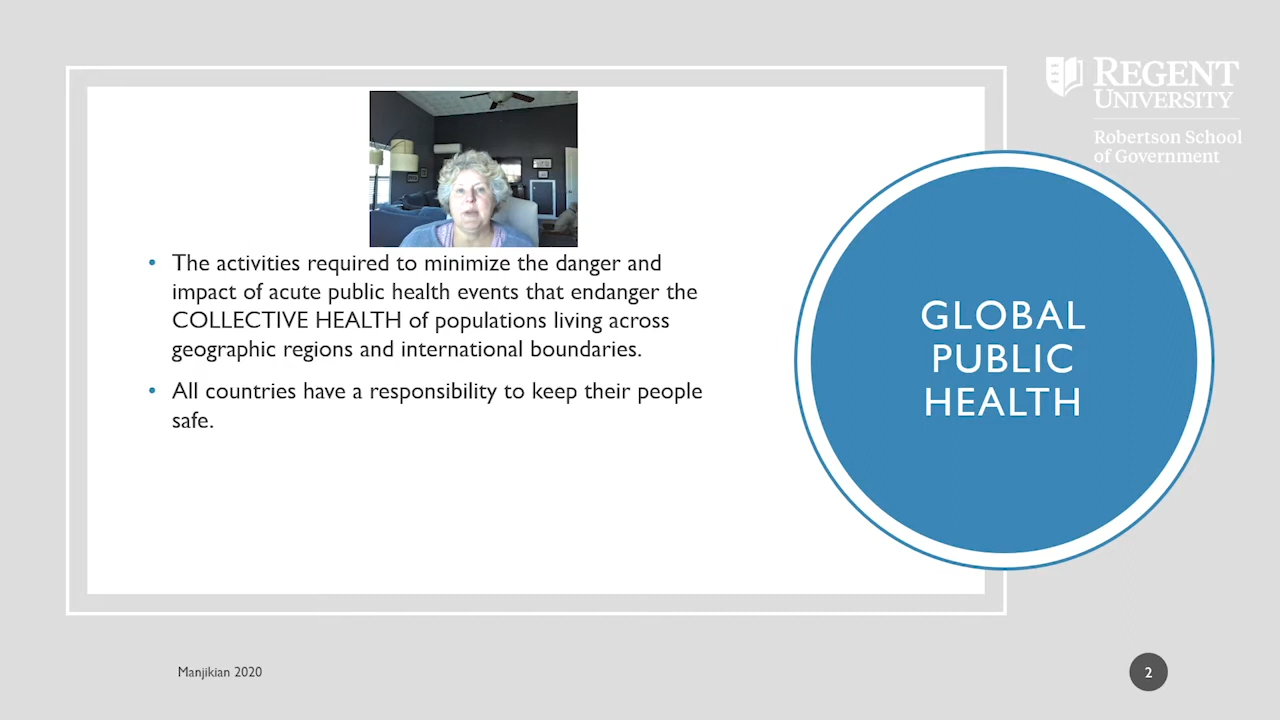 REGENT
UNIVERSITY
Robertson School
of Government
• The activities required to minimize the danger and
impact of acute public health events that endanger the
COLLECTIVE HEALTH of populations living across
geographic regions and international boundaries.
• All countries have a responsibility to keep their people
safe.
GLOBAL
PUBLIC
HEALTH
Manjikian 2020
2